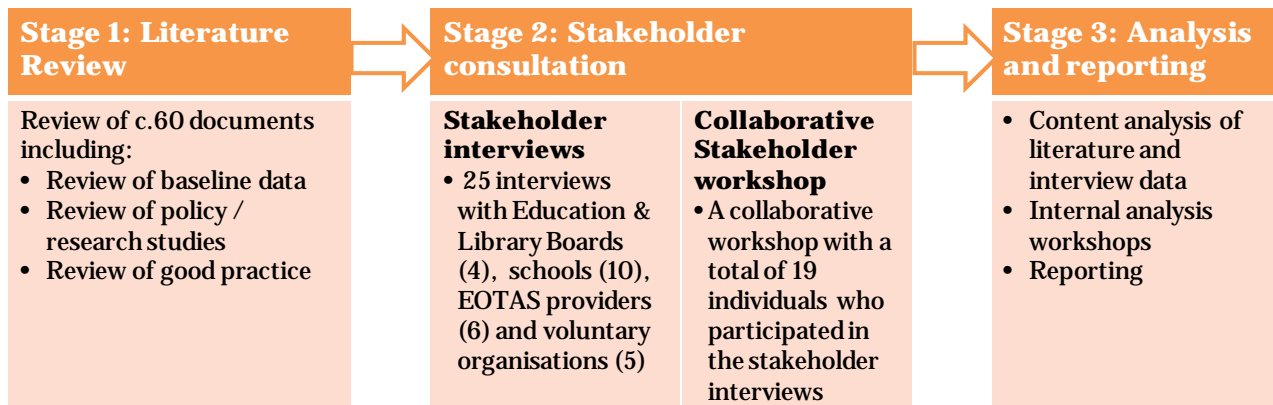 Stage 1: Literature
Review
Review of c.60 documents
including:
• Review of baseline data
• Review of policy /
research studies
• Review of good practice
Stage 2: Stakeholder
consultation
Stakeholder
interviews
• 25 interviews
with Education &
Library Boards
(4), schools (10),
EOTAS providers
(6) and voluntary
organisations (5)
Collaborative
Stakeholder
workshop
• A collaborative
workshop with a
total of 19
individuals who
participated in
the stakeholder
interviews
Stage 3: Analysis
and reporting
• Content analysis of
literature and
interview data
• Internal analysis
workshops
• Reporting